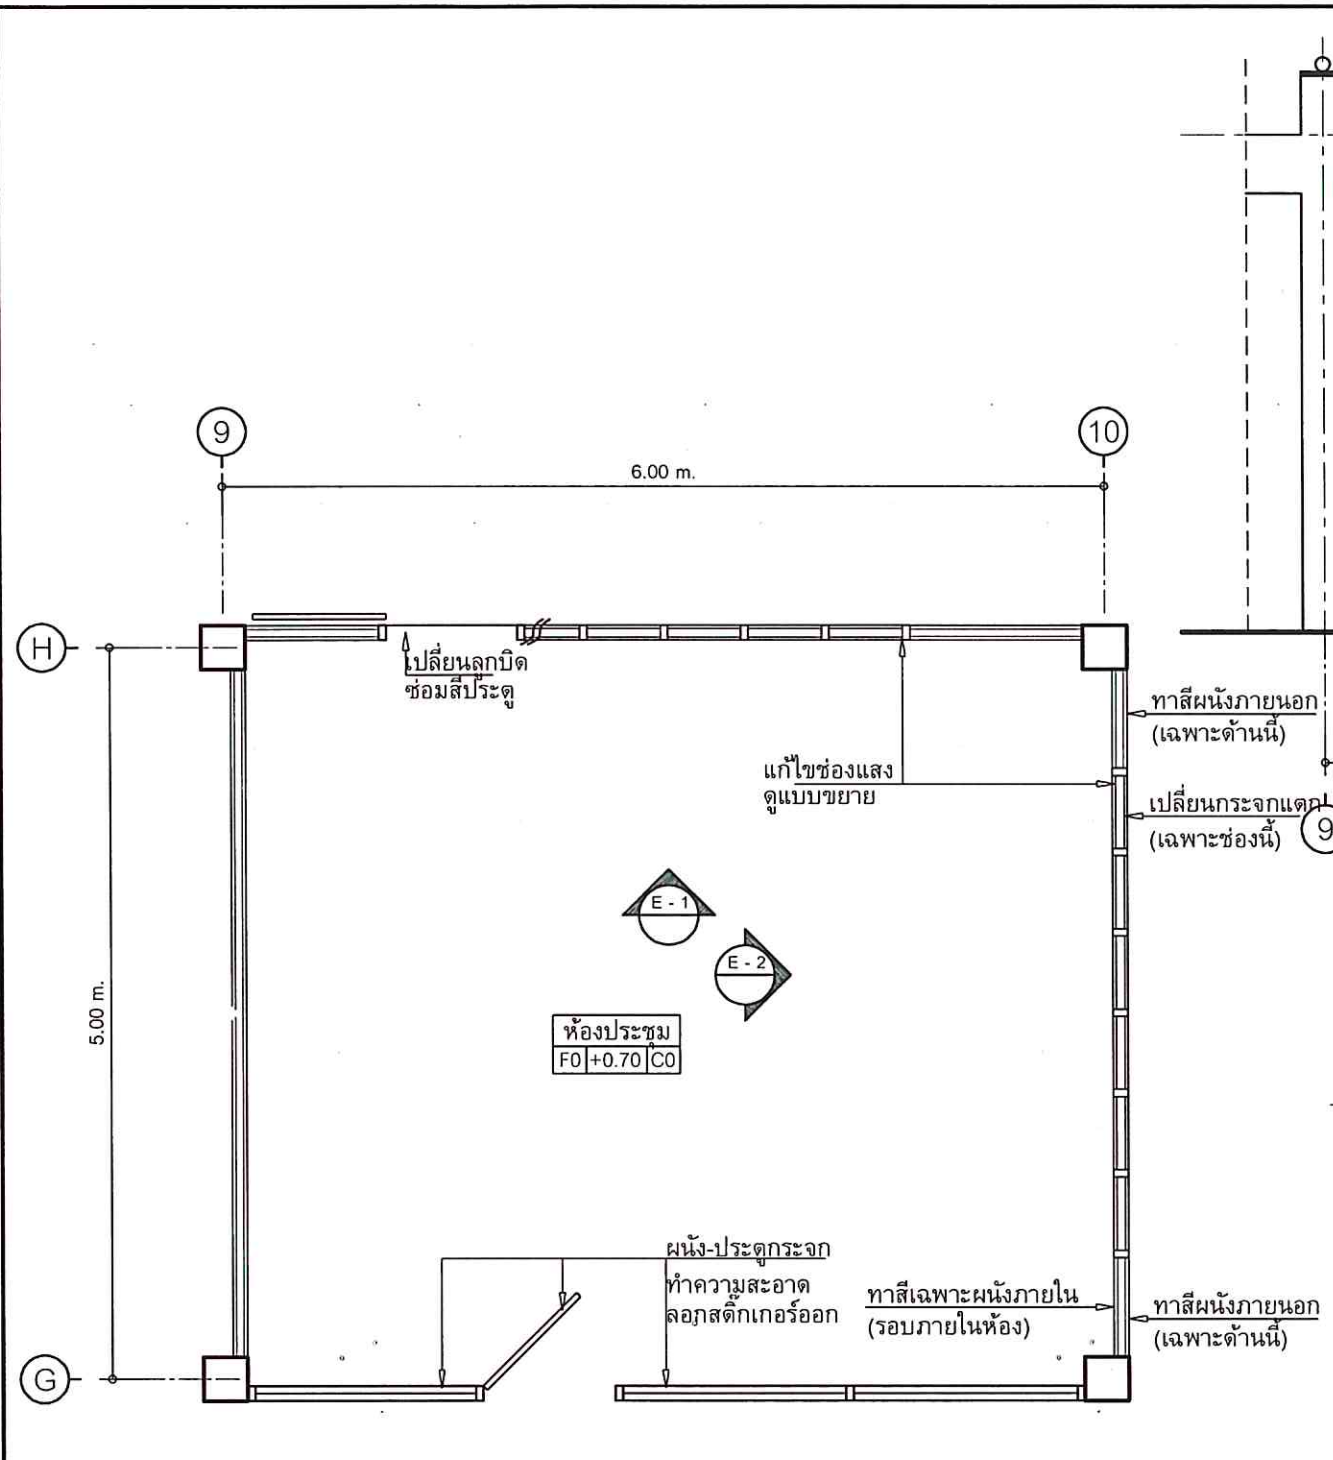 9
10
6.00 m.
H
เปลี่ยนลูกบิด
ซ่อมสีประตู
ทาสีผนังภายนอก
(เฉพาะด้านนี้)
แก้ไขช่องแสง
ดูแบบขยาย
เปลี่ยนกระจกแตก
(เฉพาะช่องนี้)
9
E - 1
E - 2
5.00 m.
ห้องประชุม
F0 +0.70 C0
ผนัง-ประตูกระจก
ทำความสะอาด
ลอกสติ๊กเกอร์ออก
ทาสีเฉพาะผนังภายใน
(รอบภายในห้อง)
ทาสีผนังภายนอก
(เฉพาะด้านนี้)
G